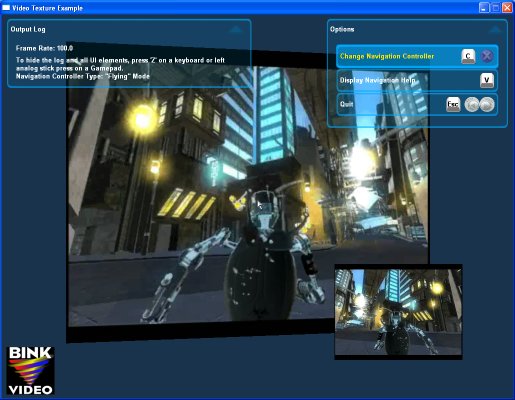 Video Texture Example
Output Log
Frame Rate: 100.0
To hide the log and all UI elements, press 'Z' on a keyboard or left
analog stick press on a Gamepad.
Navigation Controller Type: "Flying" Mode
Options
Change Navigation Controller C
Display Navigation Help V
Quit Esc
BINK
VIDEO